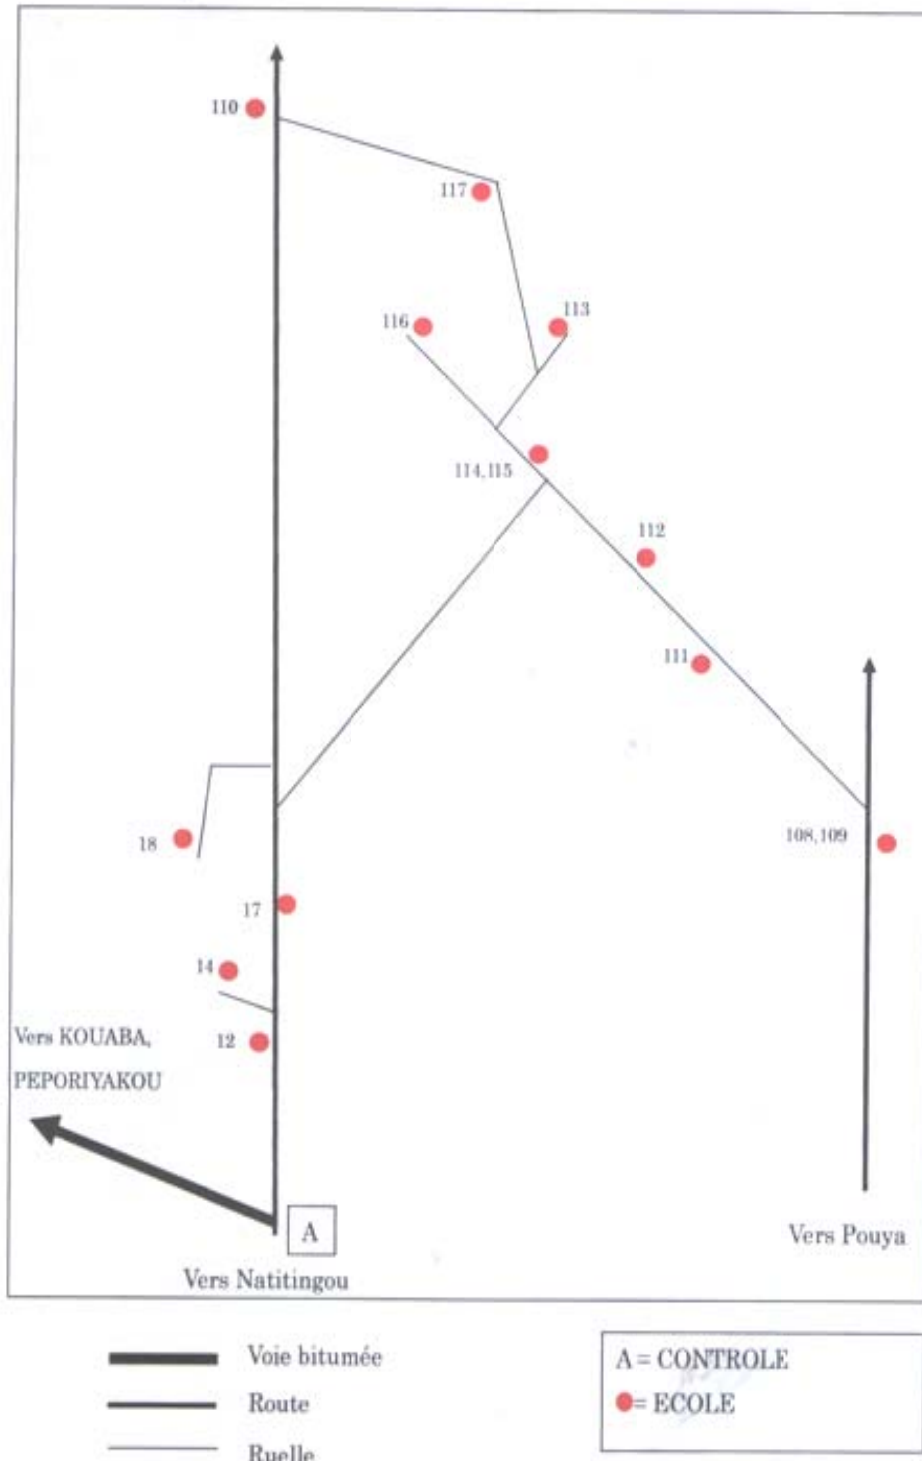 110
117
116
113
114,115
112
111
108,109
18
17
14
12
Vers KOUABA,
PEPORIYAKOU
A
Vers Natitingou
Vers Pouya
Voie bitumée
Route
Ruelle
A = CONTROLE
= ECOLE